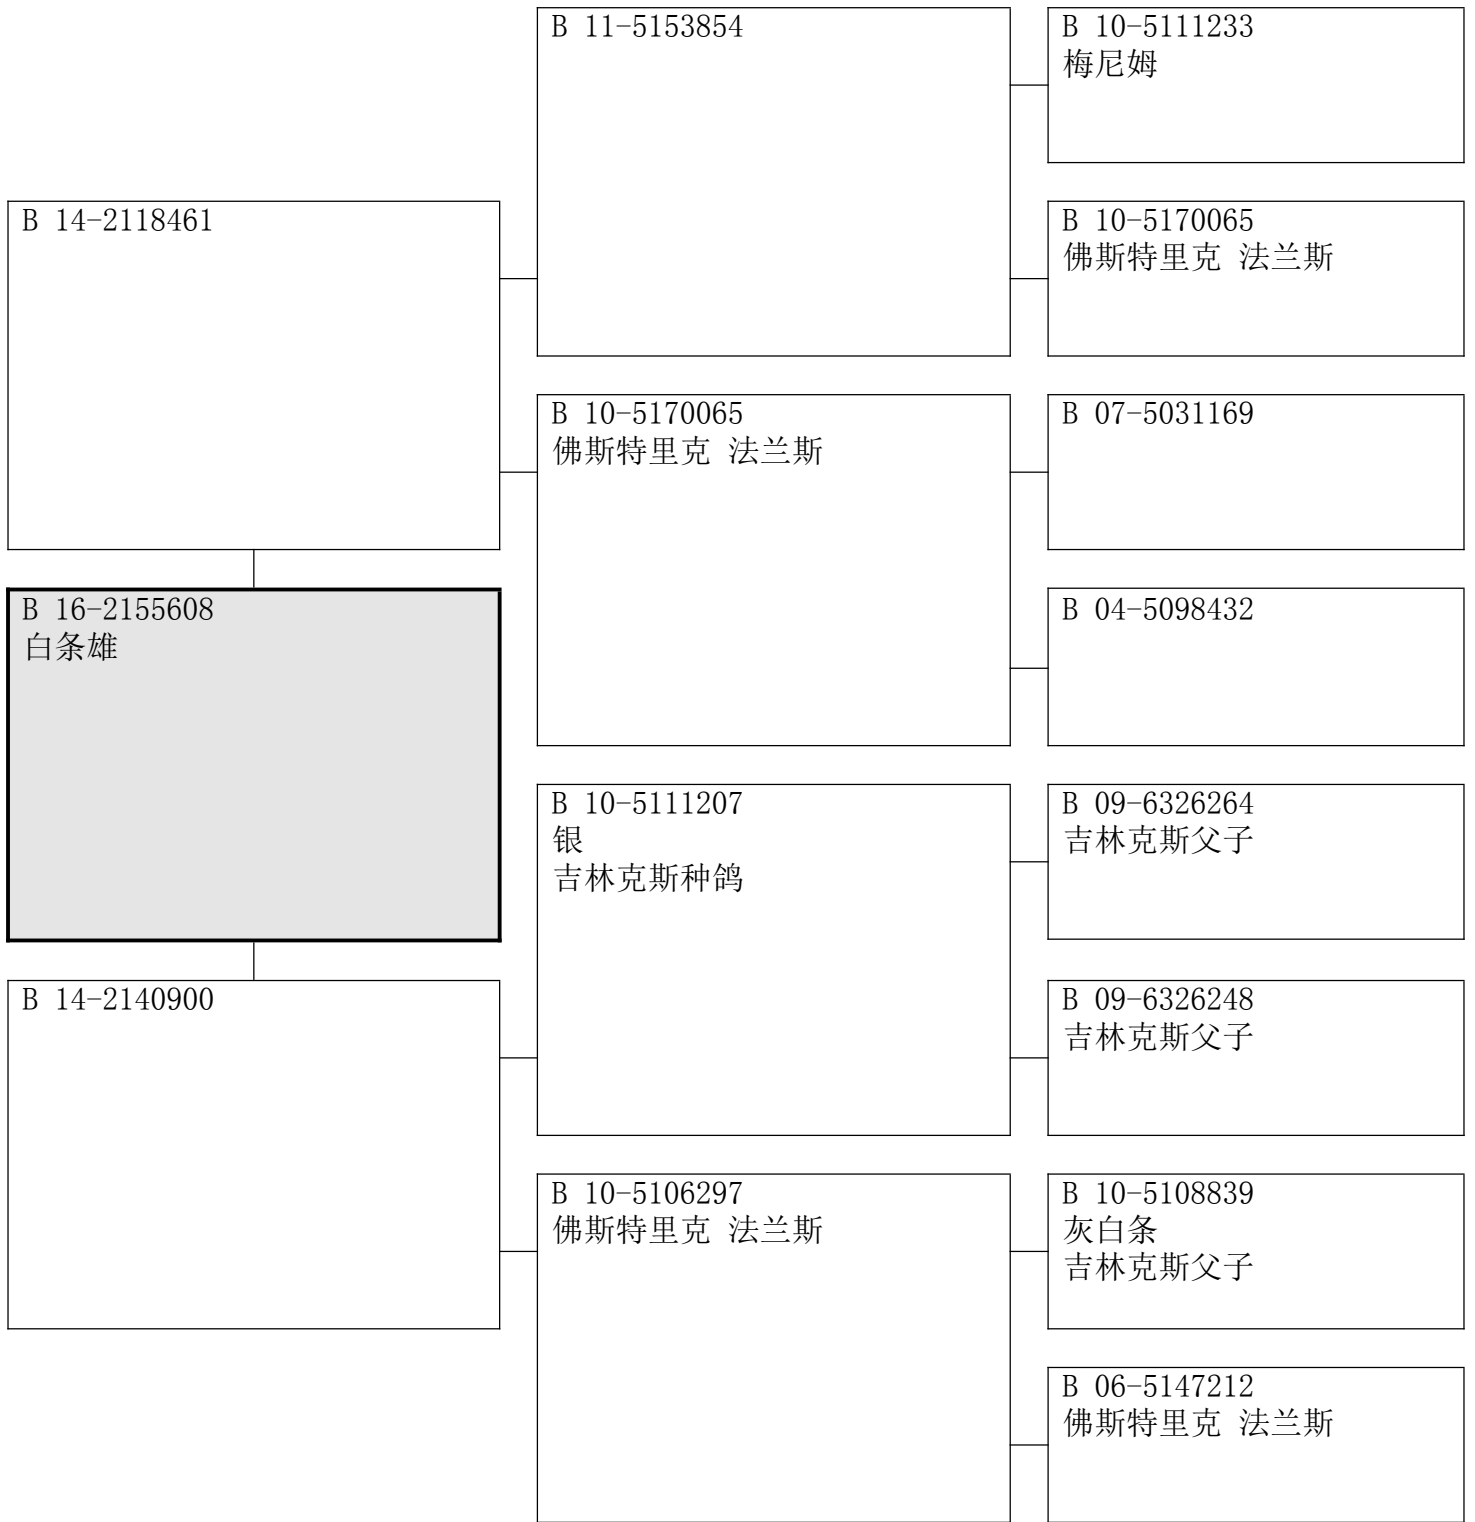 B 11-5153854
B 10-5111233
梅尼姆
B 14-2118461
B 10-5170065
佛斯特里克 法兰斯
B 10-5170065
佛斯特里克 法兰斯
B 07-5031169
B 16-2155608
白条雄
B 04-5098432
B 10-5111207
银
吉林克斯种鸽
B 09-6326264
吉林克斯父子
B 14-2140900
B 09-6326248
吉林克斯父子
B 10-5106297
佛斯特里克 法兰斯
B 10-5108839
灰白条
吉林克斯父子
B 06-5147212
佛斯特里克 法兰斯